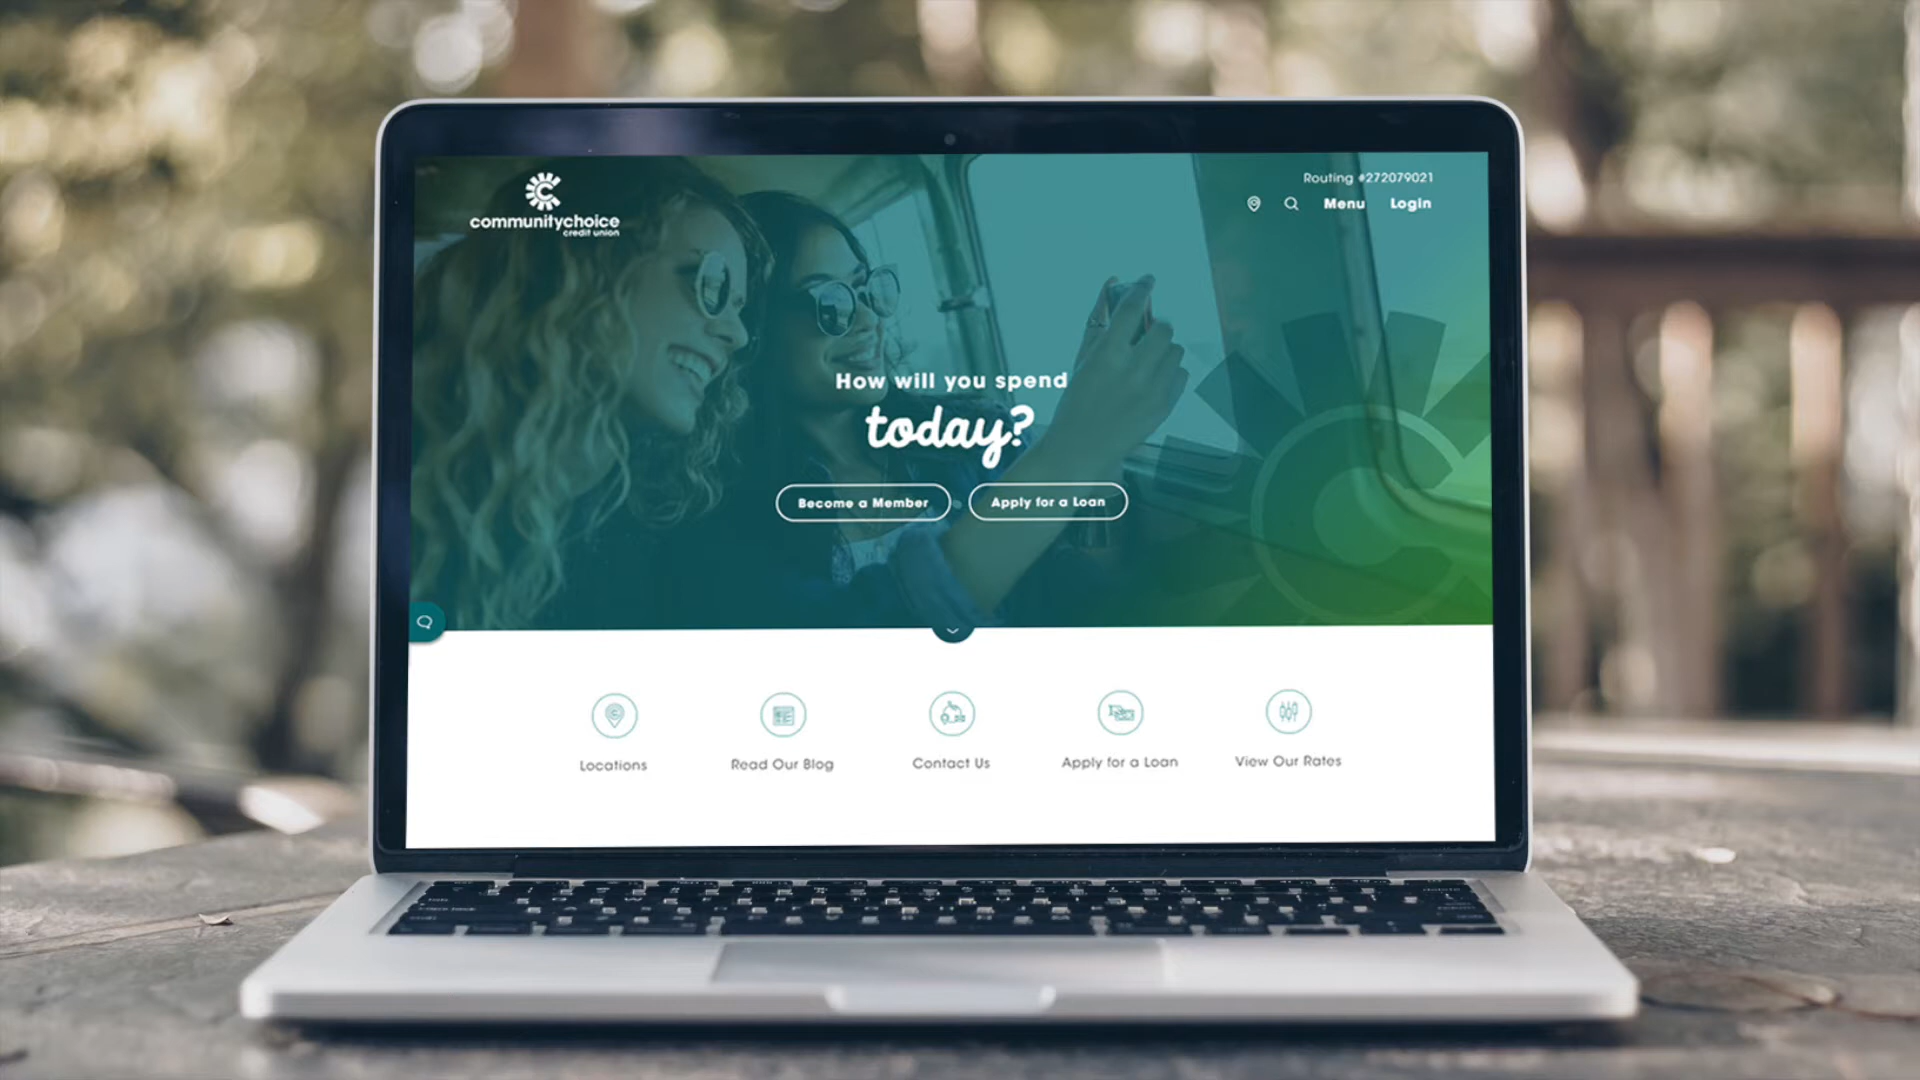 communitychoice
credit union
Routing #272079021
Menu
Login
How will you spend
today?
Become a Member
Apply for a Loan
Locations
Read Our Blog
Contact Us
Apply for a Loan
View Our Rates